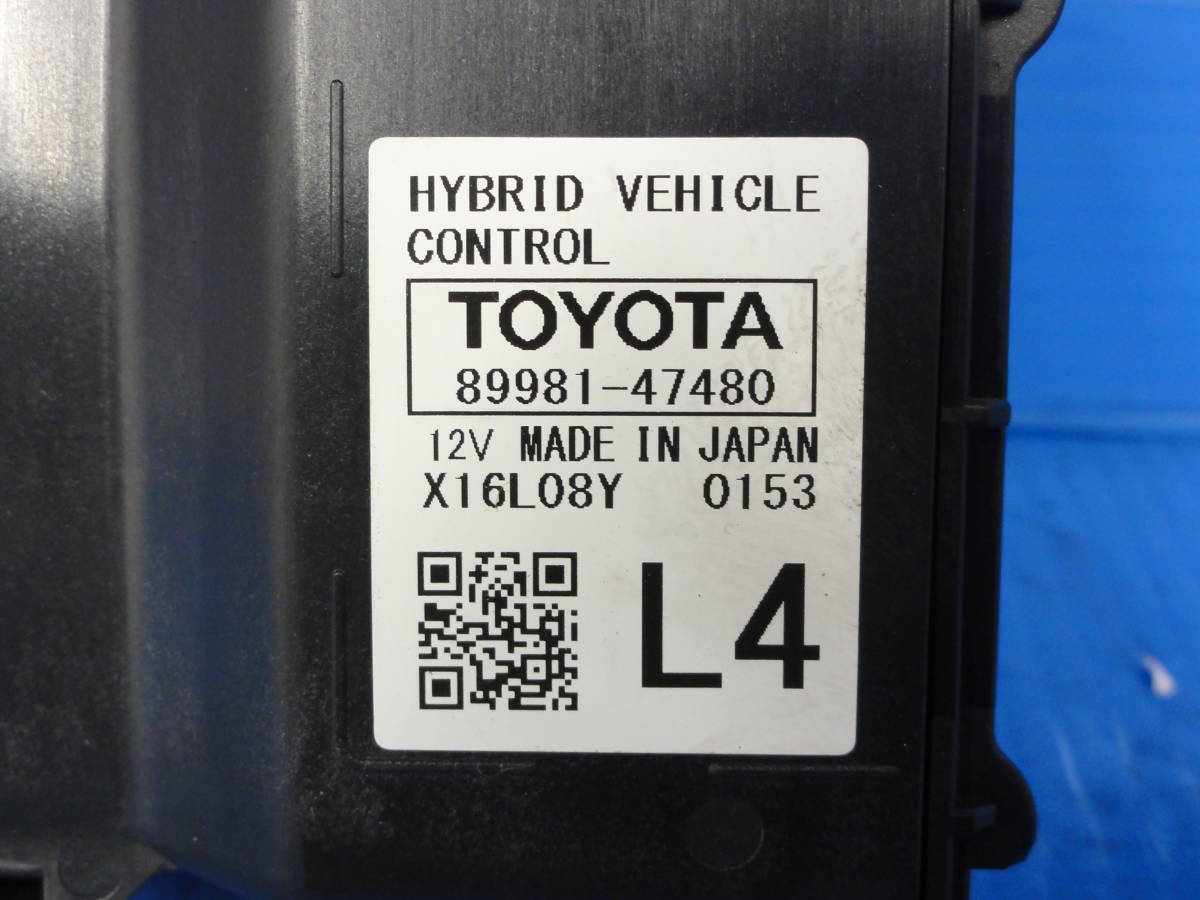 HYBRID VEHICLE
CONTROL
TOYOTA
89981-47480
12V MADE IN JAPAN
X16L08Y 0153
L4